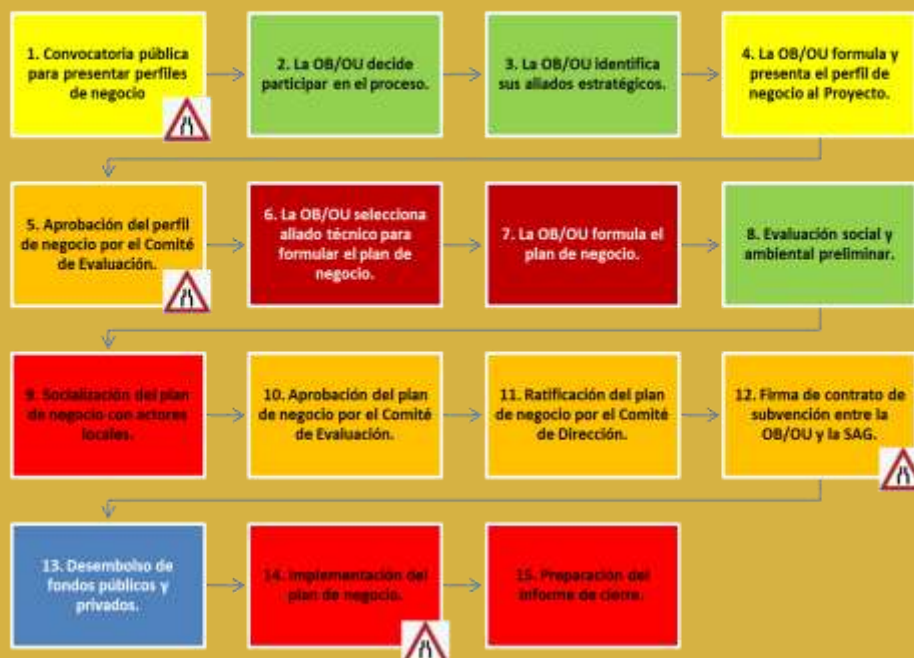 1. Convocatoria pública
para presentar perfiles
de negocio
2. La OB/OU decide
participar en el proceso.
3. La OB/OU identifica
sus aliados estratégicos.
4. La OB/OU formula y
presenta el perfil de
negocio al Proyecto.
5. Aprobación del perfil
de negocio por el Comité
de Evaluación.
6. La OB/OU selecciona
aliado técnico para
formular el plan de
negocio.
7. La OB/OU formula el
plan de negocio.
8. Evaluación social y
ambiental preliminar.
9. Socialización del plan
de negocio con actores
locales.
10. Aprobación del plan
de negocio por el Comité
de Evaluación.
11. Ratificación del plan
de negocio por el Comité
de Dirección.
12. Firma de contrato de
subvención entre la
OB/OU y la SAG.
13. Desembolso de
fondos públicos y
privados.
14. Implementación del
plan de negocio.
15. Preparación del
informe de cierre.